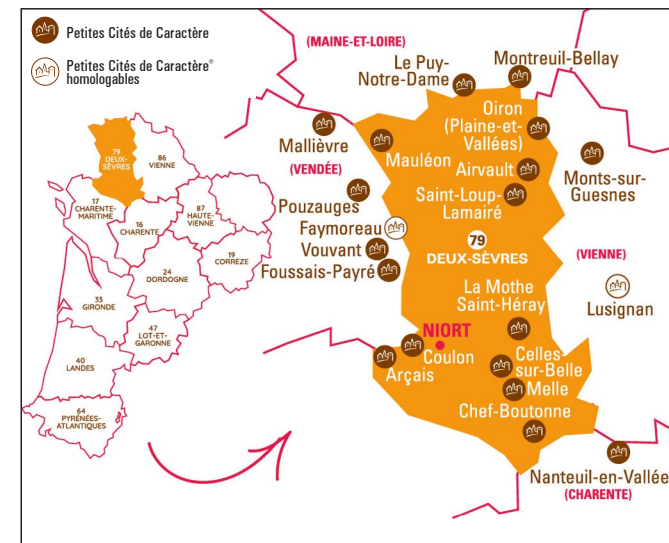 Petites Cités de Caractère
Petites Cités de Caractère®
homologables
79
DEUX-SÈVRES
86
VIENNE
17
CHARENTE-
MARITIME
16
CHARENTE
87
HAUTE-
VIENNE
19
CORRÈZE
24
DORDOGNE
33
GIRONDE
47
LOT-ET-
GARONNE
40
LANDES
64
PYRÉNÉES-
ATLANTIQUES
(MAINE-ET-LOIRE)
Le Puy-
Notre-Dame
Montreuil-Bellay
Oiron
(Plaine-et-
Vallées)
Mallièvre
(VENDÉE)
Mauléon
Airvault
Monts-sur-
Guesnes
Saint-Loup-
Lamairé
Pouzauges
Faymoreau
Vouvant
Foussais-Payré
79
DEUX-SÈVRES
(VIENNE)
Lusignan
La Mothe
Saint-Héray
NIORT
Coulon
Arçais
Celles-
sur-Belle
Melle
Chef-Boutonne
Nanteuil-en-Vallée
(CHARENTE)